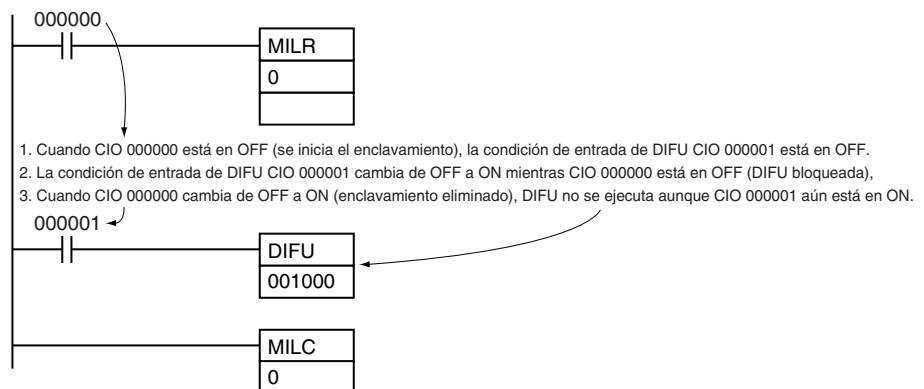 000000
MILR
0
1. Cuando CIO 000000 está en OFF (se inicia el enclavamiento), la condición de entrada de DIFU CIO 000001 está en OFF.
2. La condición de entrada de DIFU CIO 000001 cambia de OFF a ON mientras CIO 000000 está en OFF (DIFU bloqueada),
3. Cuando CIO 000000 cambia de OFF a ON (enclavamiento eliminado), DIFU no se ejecuta aunque CIO 000001 aún está en ON.
000001
DIFU
001000
MILC
0